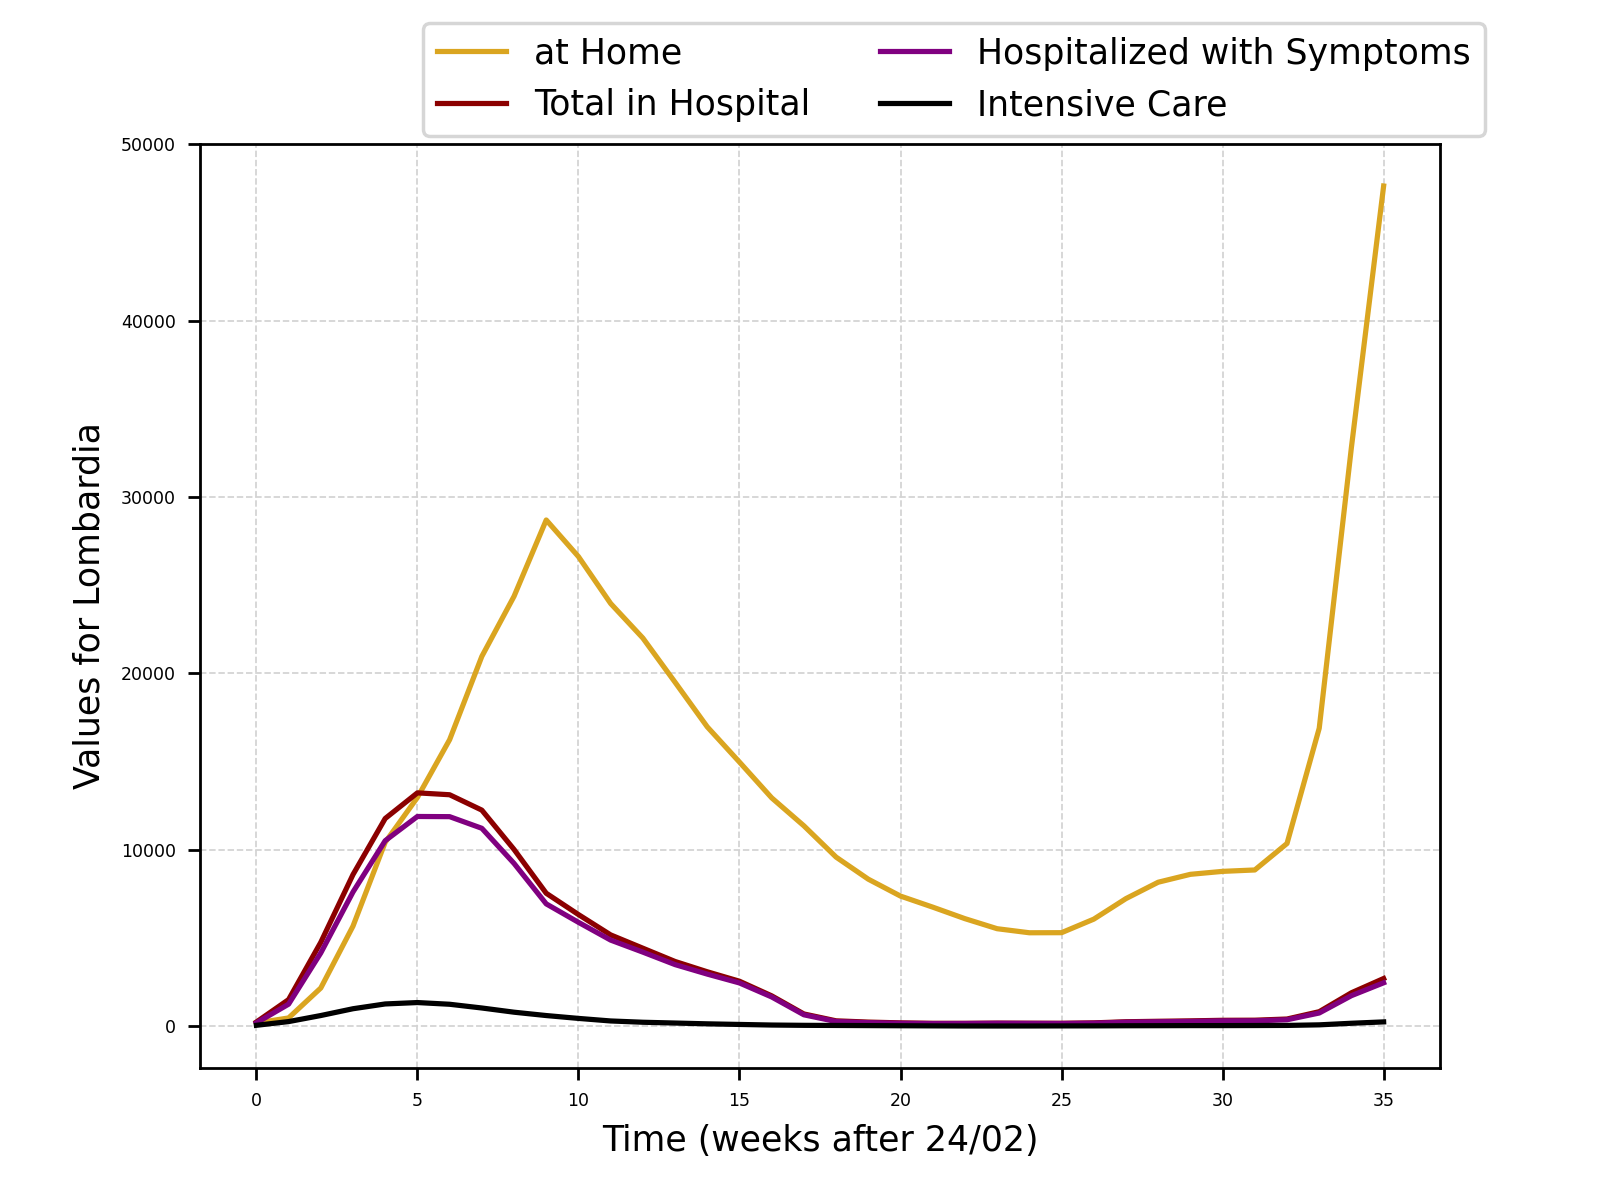 at Home
Total in Hospital
Hospitalized with Symptoms
Intensive Care
50000
40000
30000
20000
10000
0
Values for Lombardia
0 5 10 15 20 25 30 35
Time (weeks after 24/02)